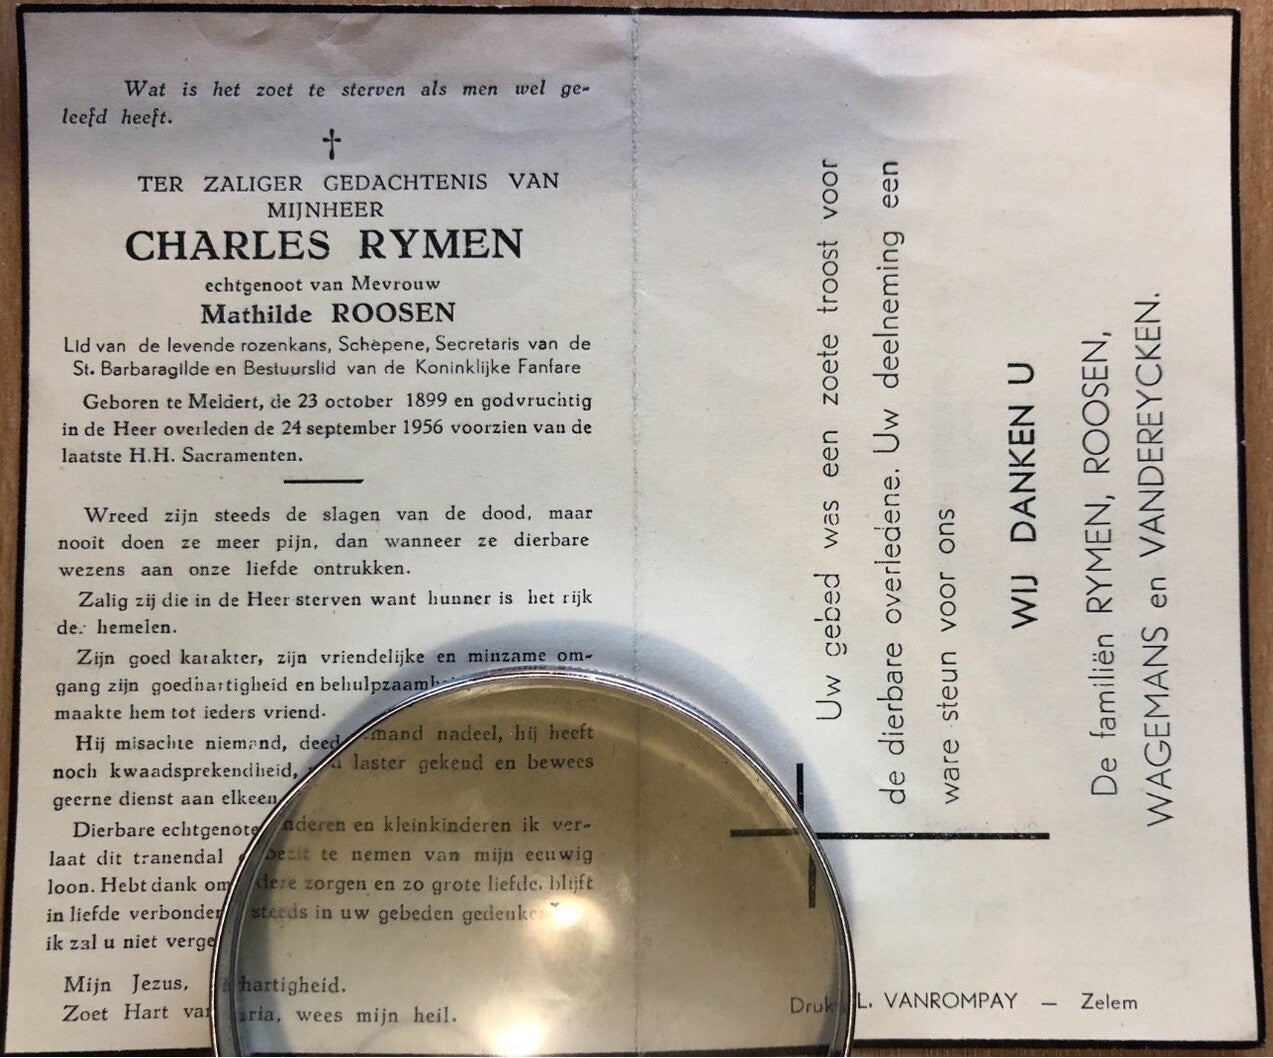 Wat is het zoet te sterven als men wel ge-
leefd heeft.
TER ZALIGER GEDACHTENIS VAN
MIJNHEER
CHARLES RYMEN
echtgenoot van Mevrouw
Mathilde ROOSEN
Lid van de levende rozenkans, Schepene, Secretaris van de
St. Barbaragilde en Bestuurslid van de Koninklijke Fanfare
Geboren te Meldert, de 23 october 1899 en godvruchtig
in de Heer overleden de 24 september 1956 voorzien van de
laatste H.H. Sacramenten.
Wreed zijn steeds de slagen van de dood, maar
nooit doen ze meer pijn, dan wanneer ze dierbare
wezens aan onze liefde ontrukken.
Zalig zij die in de Heer sterven want hunner is het rijk
der hemelen.
Zijn goed karakter, zijn vriendelijke en minzame om-
gang zijn goedhartigheid en
maakte hem tot ieders vriend.
Hij misachte niemand, deed nadeel, hij heeft
noch kwaadsprekendheid, laster gekend en bewees
geerne dienst aan elkeen
Dierbare echtgenote en kleinkinderen ik ver-
laat dit tranendal te nemen van mijn eeuwig
loon. Hebt dank om zorgen en zo grote liefde, blijft
in liefde verbonden steeds in uw gebeden
ik zal u niet
Mijn Jezus,
Zoet Hart van wees mijn heil.
Uw gebed was een zoete troost voor
de dierbare overledene. Uw deelneming een
ware steun voor ons
WIJ DANKEN U
De familiën RYMEN, ROOSEN,
WAGEMANS en VANDEREYCKEN.
Druk L. VANROMPAY — Zelem